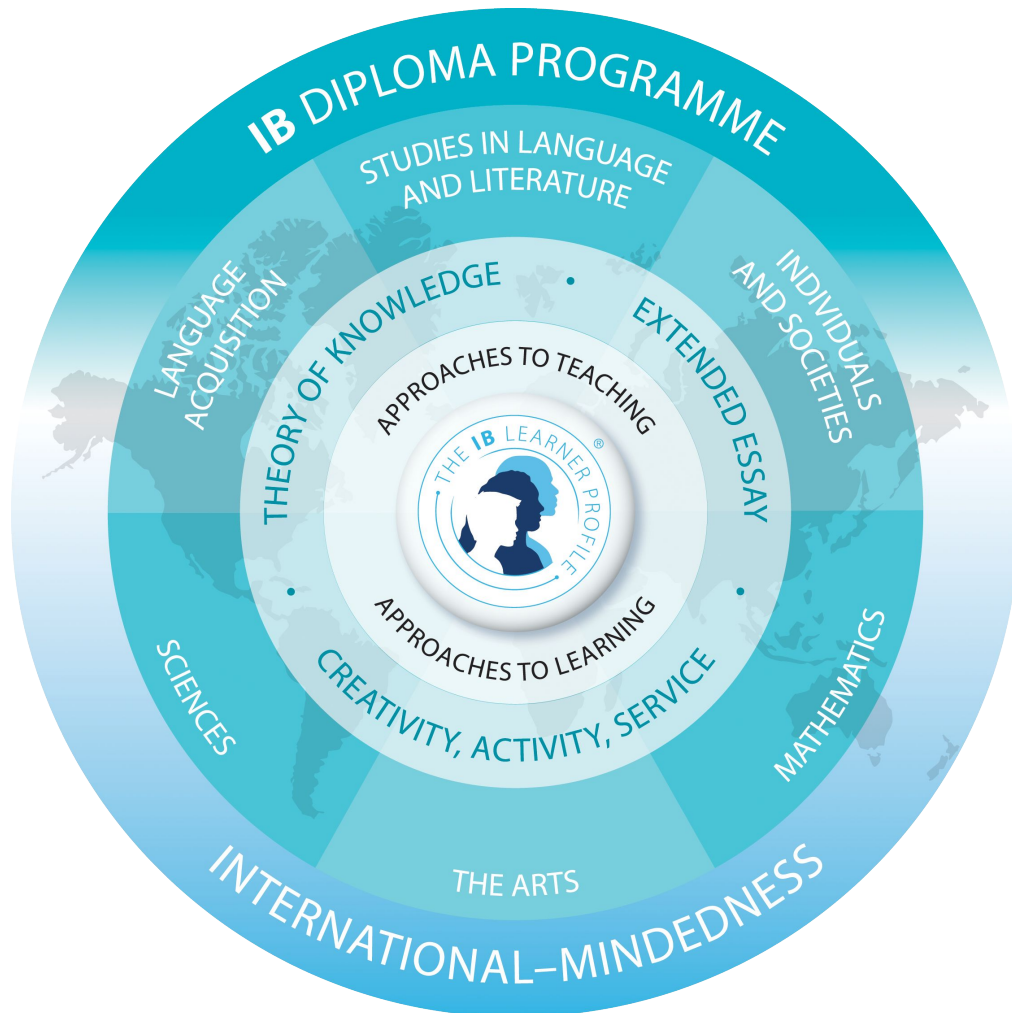 IB DIPLOMA PROGRAMME
STUDIES IN LANGUAGE
AND LITERATURE
LANGUAGE
ACQUISITION
INDIVIDUALS
AND SOCIETIES
THEORY OF KNOWLEDGE
•
EXTENDED ESSAY
APPROACHES TO TEACHING
THE IB LEARNER PROFILE®
APPROACHES TO LEARNING
•
CREATIVITY, ACTIVITY, SERVICE
•
SCIENCES
MATHEMATICS
THE ARTS
INTERNATIONAL–MINDEDNESS